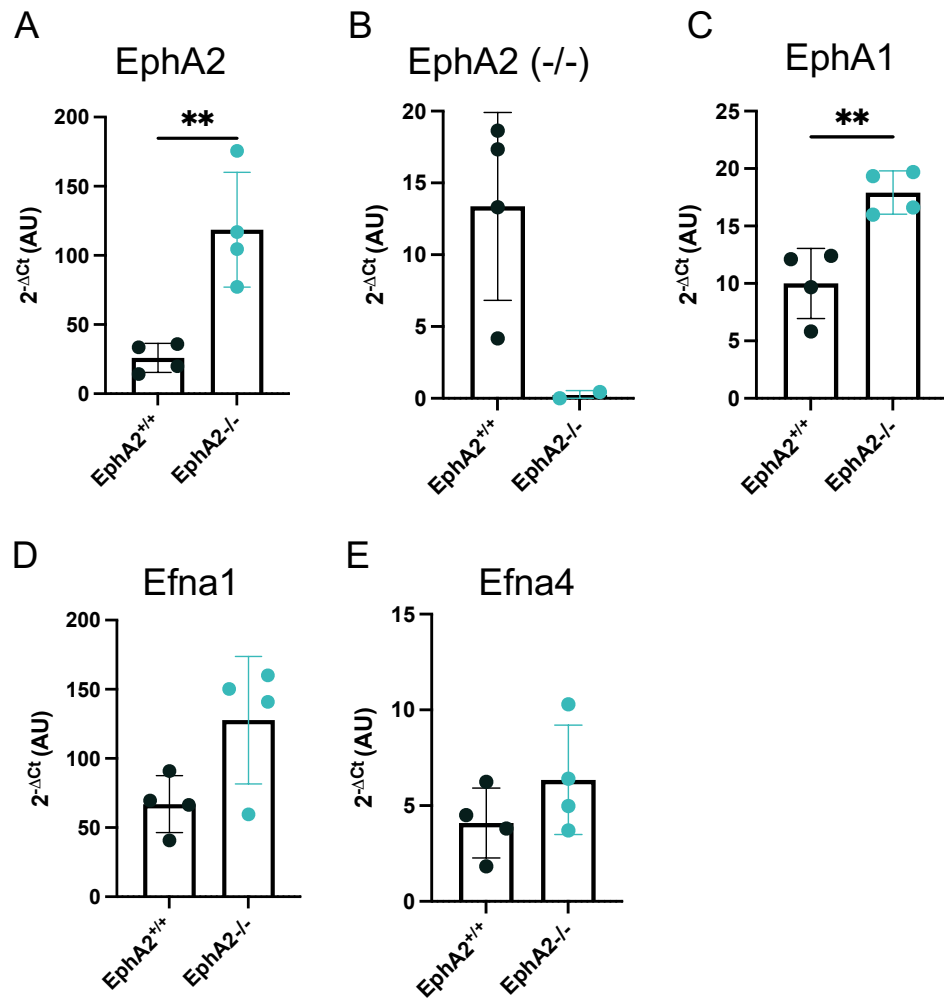 A
EphA2
**
2-ΔCt (AU)
200
150
100
50
0
EphA2+/+
EphA2-/-
B
EphA2 (-/-)
2-ΔCt (AU)
20
15
10
5
0
EphA2+/+
EphA2-/-
C
EphA1
**
2-ΔCt (AU)
25
20
15
10
5
0
EphA2+/+
EphA2-/-
D
Efna1
2-ΔCt (AU)
200
150
100
50
0
EphA2+/+
EphA2-/-
E
Efna4
2-ΔCt (AU)
15
10
5
0
EphA2+/+
EphA2-/-